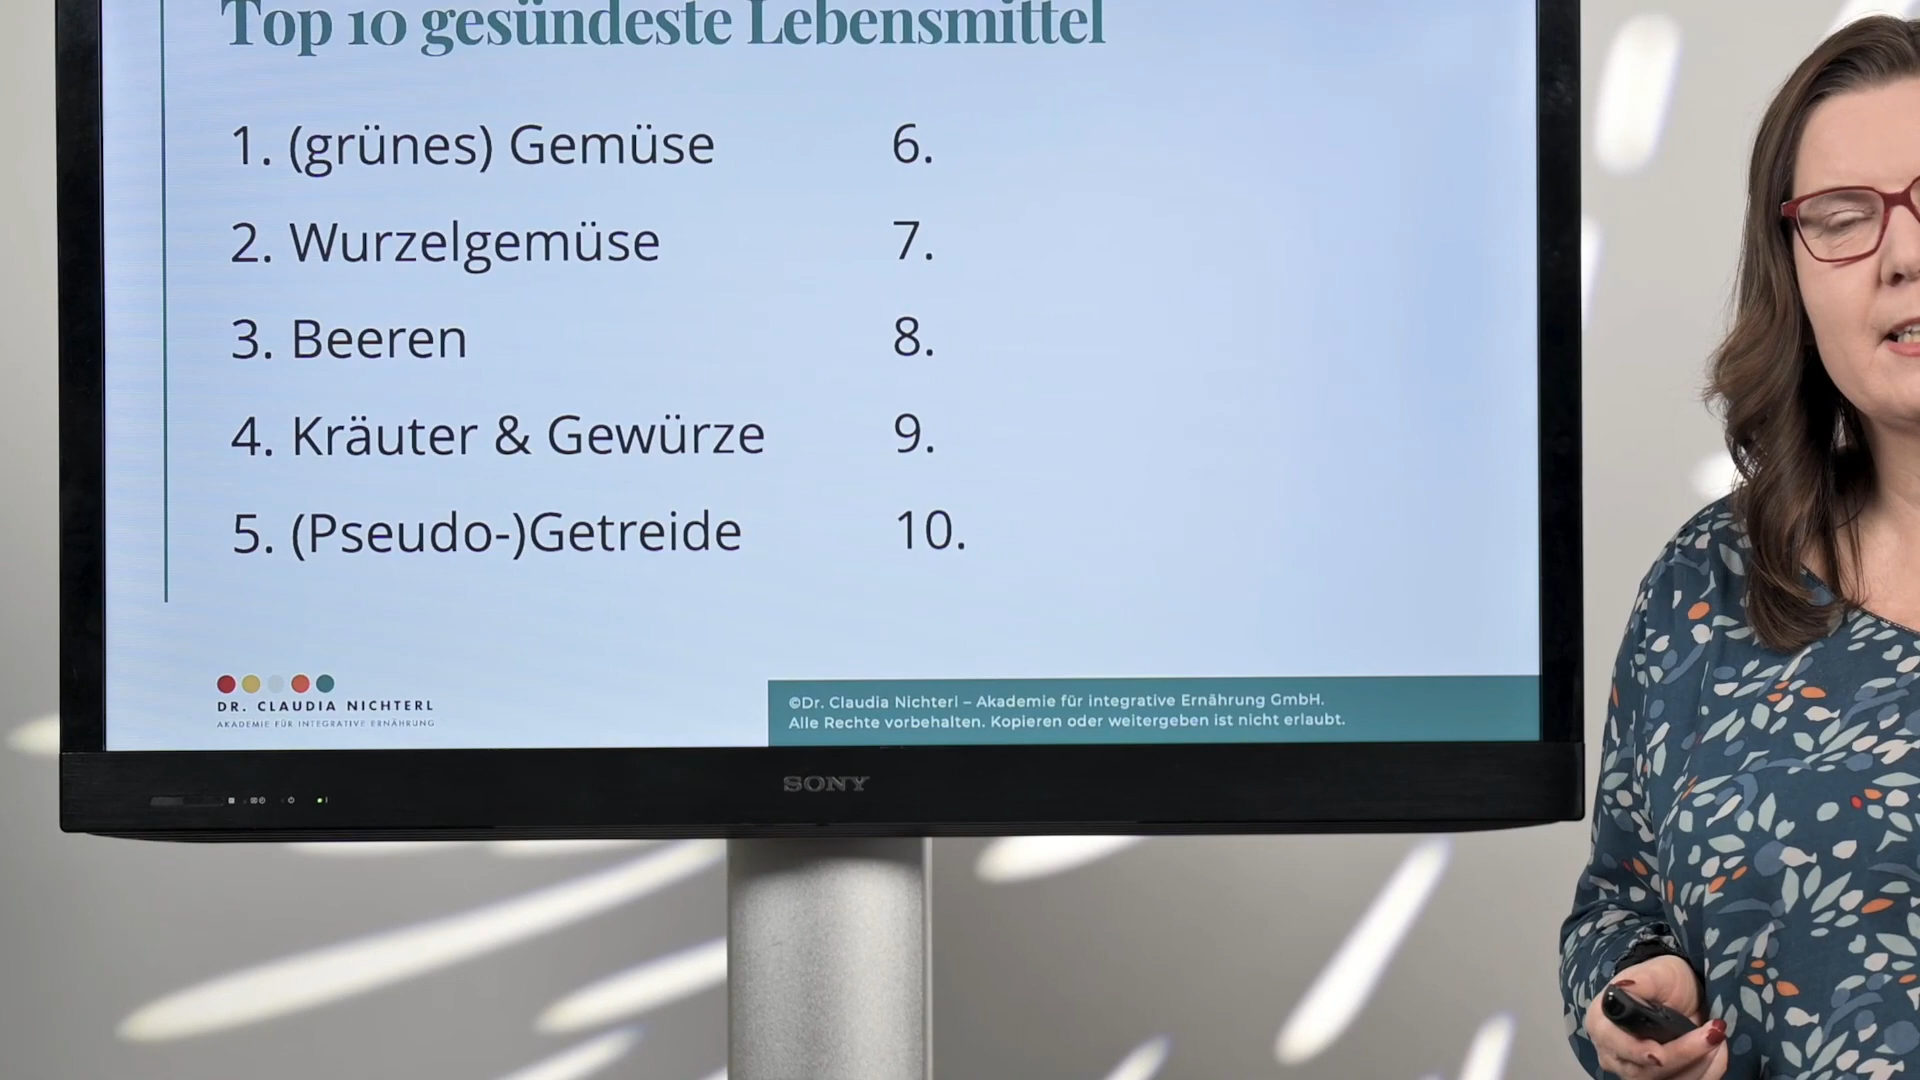 Top 10 gesündeste Lebensmittel
1. (grünes) Gemüse
2. Wurzelgemüse
3. Beeren
4. Kräuter & Gewürze
5. (Pseudo-)Getreide
6.
7.
8.
9.
10.
DR. CLAUDIA NICHTERL
AKADEMIE FÜR INTEGRATIVE ERNÄHRUNG
©Dr. Claudia Nichterl – Akademie für integrative Ernährung GmbH.
Alle Rechte vorbehalten. Kopieren oder weitergeben ist nicht erlaubt.
SONY